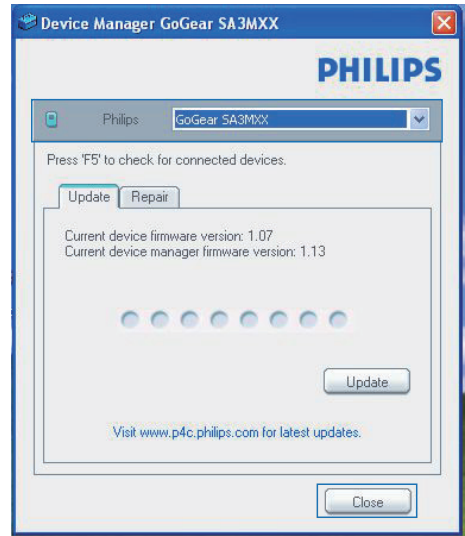 Device Manager GoGear SA3MXX
PHILIPS
Philips GoGear SA3MXX
Press 'F5' to check for connected devices.
Update Repair
Current device firmware version: 1.07
Current device manager firmware version: 1.13
Update
Visit www.p4c.philips.com for latest updates.
Close